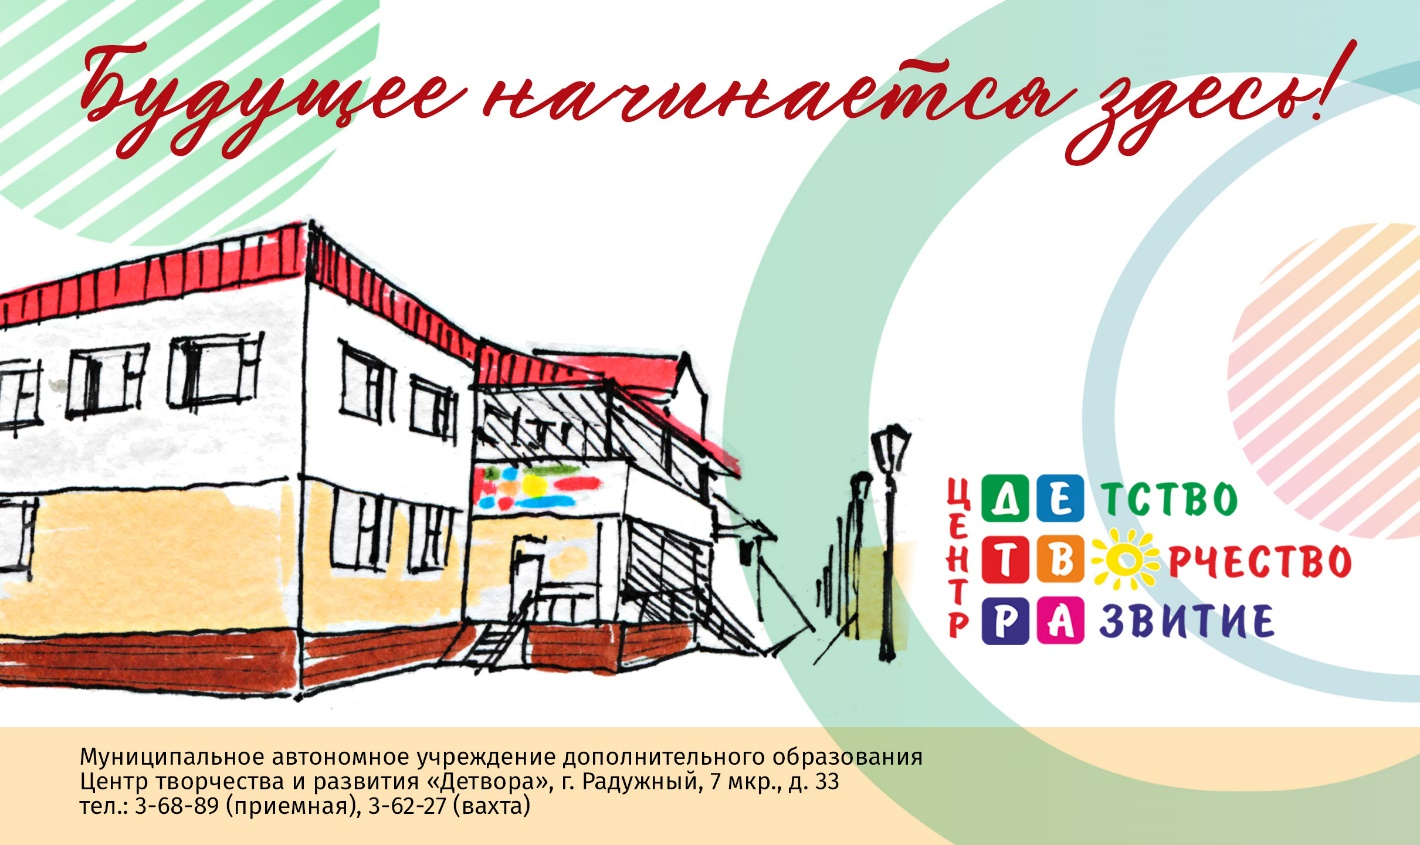 Будущее начинается здесь!
ЦЕНТР
ДЕТСТВО
ТВОРЧЕСТВО
РАЗВИТИЕ
Муниципальное автономное учреждение дополнительного образования
Центр творчества и развития «Детвора», г. Радужный, 7 мкр., д. 33
тел.: 3-68-89 (приемная), 3-62-27 (вахта)